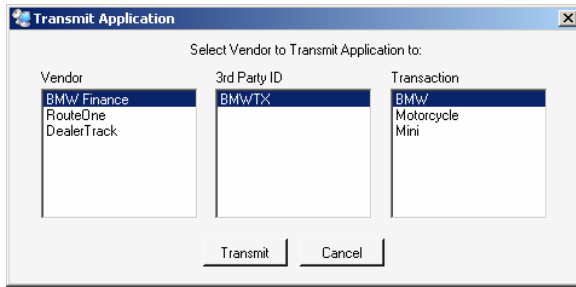 Transmit Application
Select Vendor to Transmit Application to:
Vendor
BMW Finance
RouteOne
DealerTrack
3rd Party ID
BMWTX
Transaction
BMW
Motorcycle
Mini
Transmit
Cancel